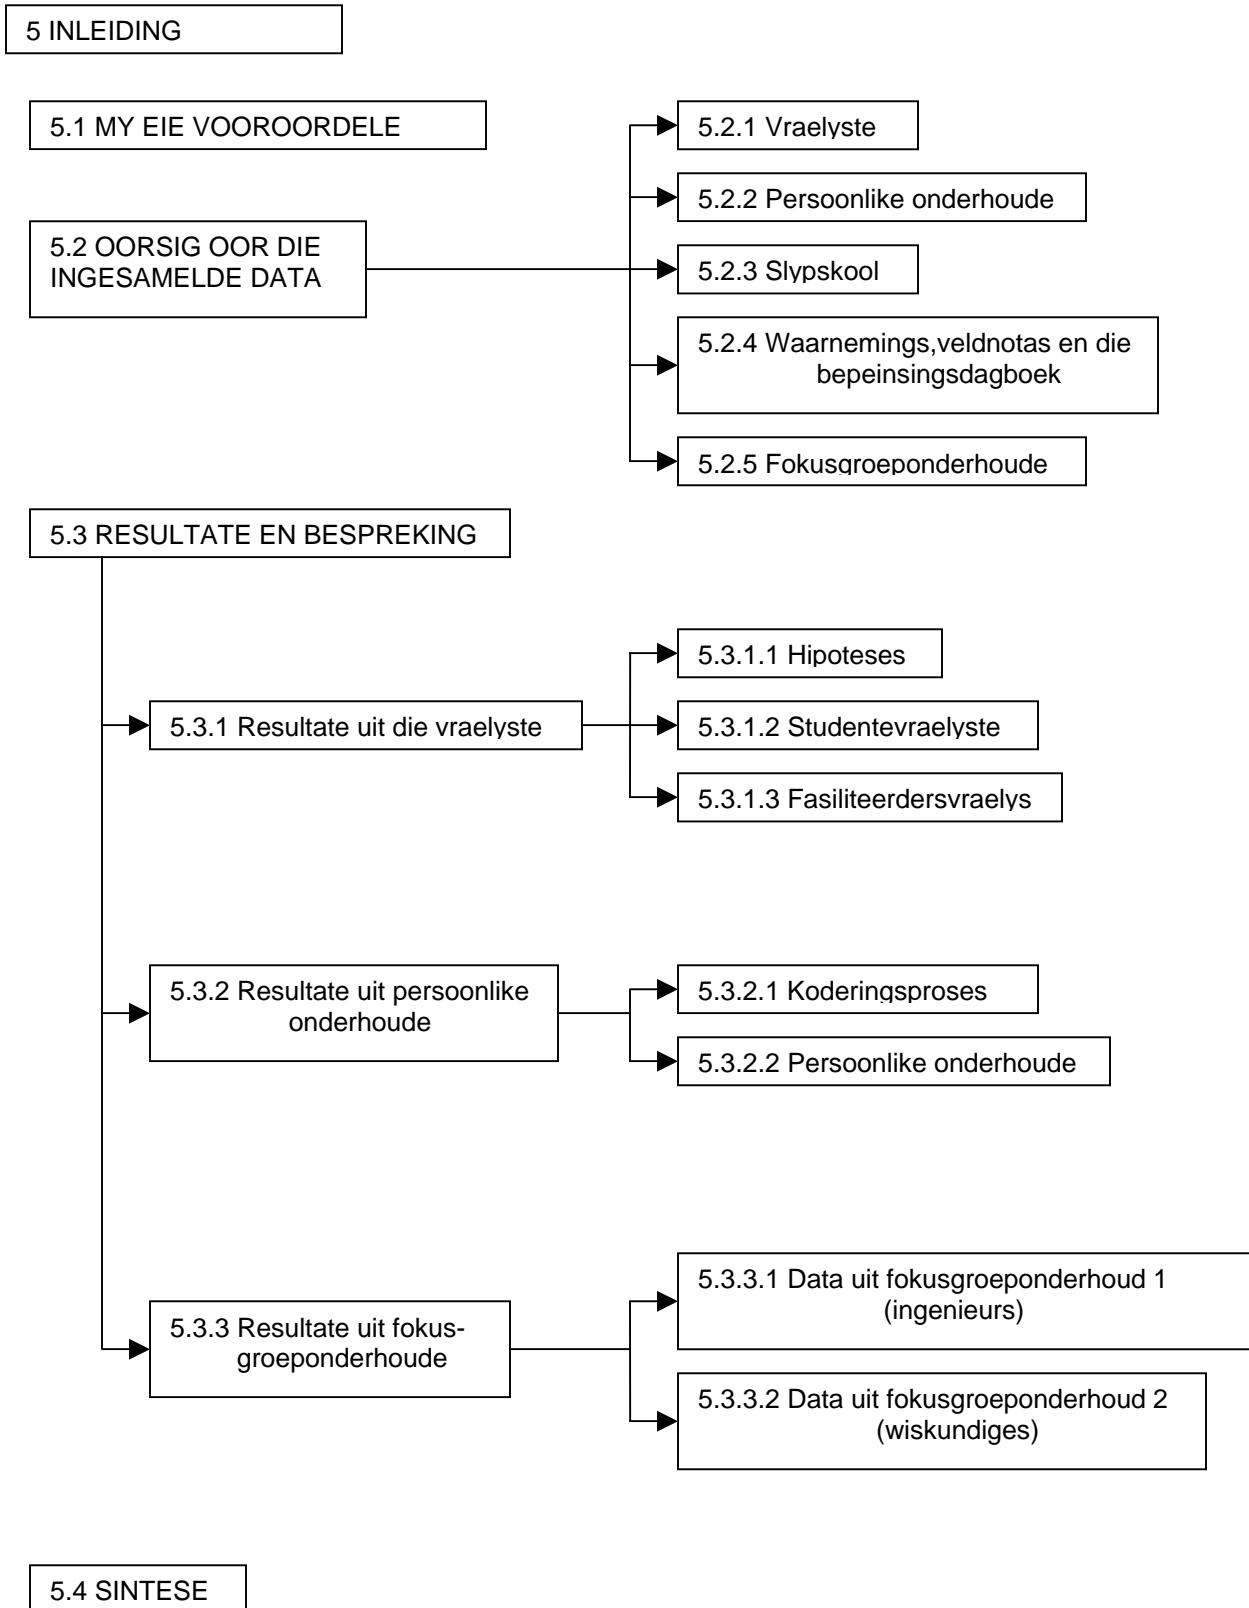 5 INLEIDING
5.1 MY EIE VOOROORDELE
5.2 OORSIG OOR DIE
INGESAMELDE DATA
5.2.1 Vraelyste
5.2.2 Persoonlike onderhoude
5.2.3 Slypskool
5.2.4 Waarnemings,veldnotas en die
bepeinsingsdagboek
5.2.5 Fokusgroeponderhoude
5.3 RESULTATE EN BESPREKING
5.3.1 Resultate uit die vraelyste
5.3.1.1 Hipoteses
5.3.1.2 Studentevraelyste
5.3.1.3 Fasiliteerdersvraelys
5.3.2 Resultate uit persoonlike
onderhoude
5.3.2.1 Koderingsproses
5.3.2.2 Persoonlike onderhoude
5.3.3 Resultate uit fokus-
groeponderhoude
5.3.3.1 Data uit fokusgroeponderhoud 1
(ingenieurs)
5.3.3.2 Data uit fokusgroeponderhoud 2
(wiskundiges)
5.4 SINTESE